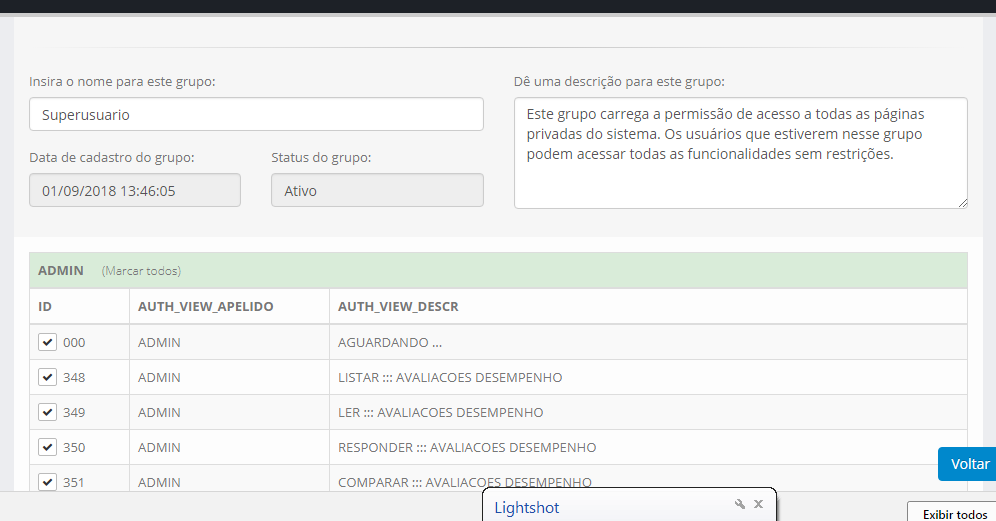 Insira o nome para este grupo:
Superusuario
Dê uma descrição para este grupo:
Este grupo carrega a permissão de acesso a todas as páginas
privadas do sistema. Os usuários que estiverem nesse grupo
podem acessar todas as funcionalidades sem restrições.
Data de cadastro do grupo:
01/09/2018 13:46:05
Status do grupo:
Ativo
ADMIN (Marcar todos)
ID AUTH_VIEW_APELIDO AUTH_VIEW_DESCR
000 ADMIN AGUARDANDO ...
348 ADMIN LISTAR ::: AVALIACOES DESEMPENHO
349 ADMIN LER ::: AVALIACOES DESEMPENHO
350 ADMIN RESPONDER ::: AVALIACOES DESEMPENHO
351 ADMIN COMPARAR ::: AVALIACOES DESEMPENHO
Voltar
Lightshot
Exibir todos